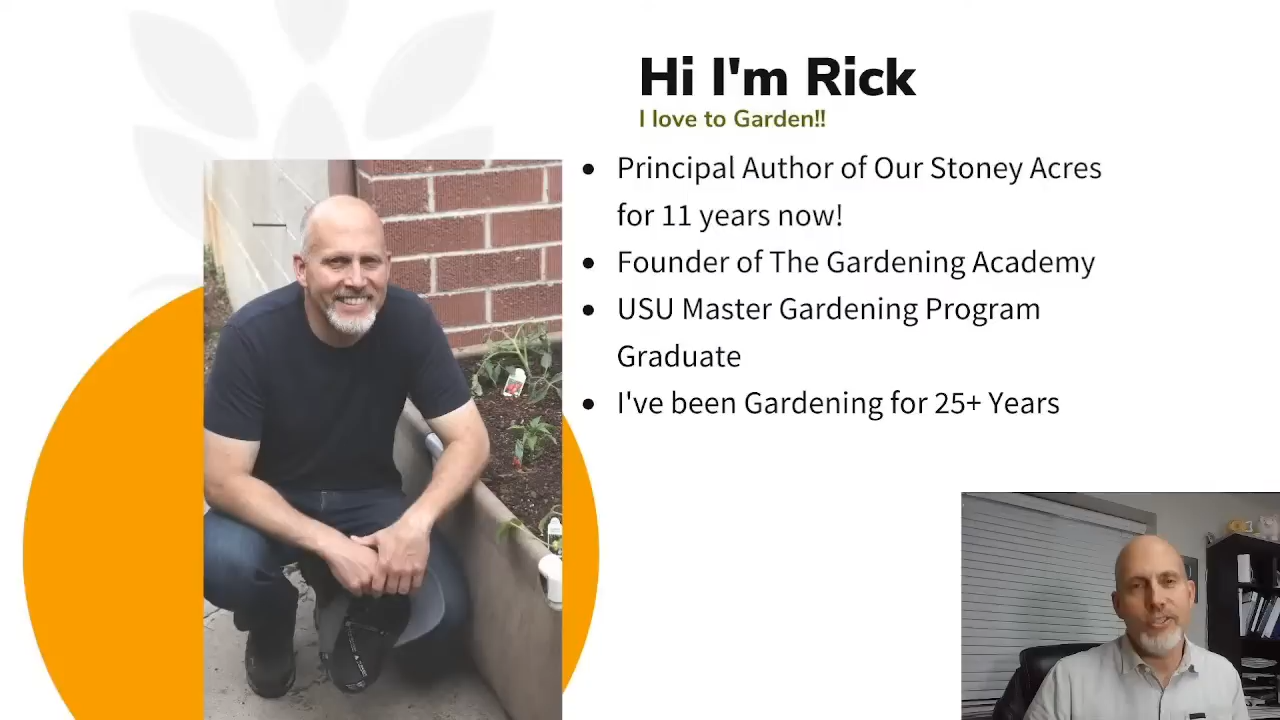 Hi I'm Rick
I love to Garden!!
• Principal Author of Our Stoney Acres
for 11 years now!
• Founder of The Gardening Academy
• USU Master Gardening Program
Graduate
• I've been Gardening for 25+ Years